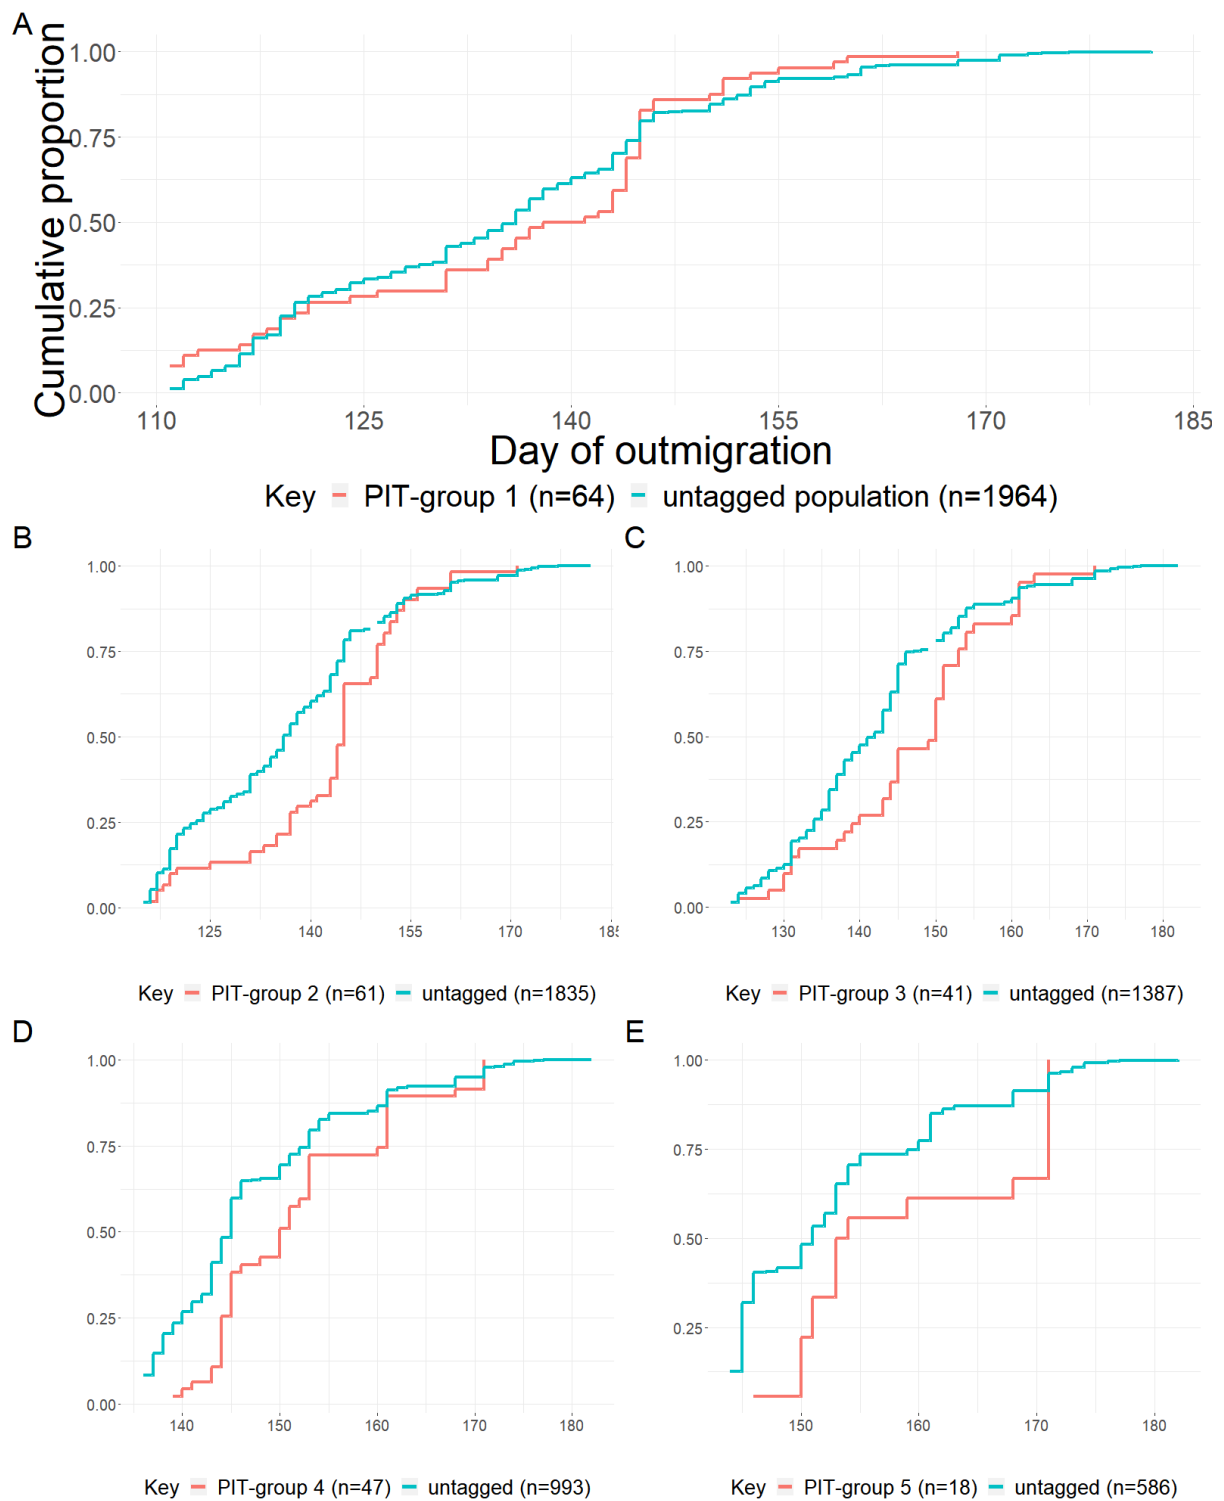 A
Cumulative proportion
1.00
0.75
0.50
0.25
0.00
110 125 140 155 170 185
Day of outmigration
Key PIT-group 1 (n=64) untagged population (n=1964)
B
1.00
0.75
0.50
0.25
0.00
125 140 155 170 185
Key PIT-group 2 (n=61) untagged (n=1835)
C
1.00
0.75
0.50
0.25
0.00
130 140 150 160 170 180
Key PIT-group 3 (n=41) untagged (n=1387)
D
1.00
0.75
0.50
0.25
0.00
140 150 160 170 180
Key PIT-group 4 (n=47) untagged (n=993)
E
1.00
0.75
0.50
0.25
150 160 170 180
Key PIT-group 5 (n=18) untagged (n=586)